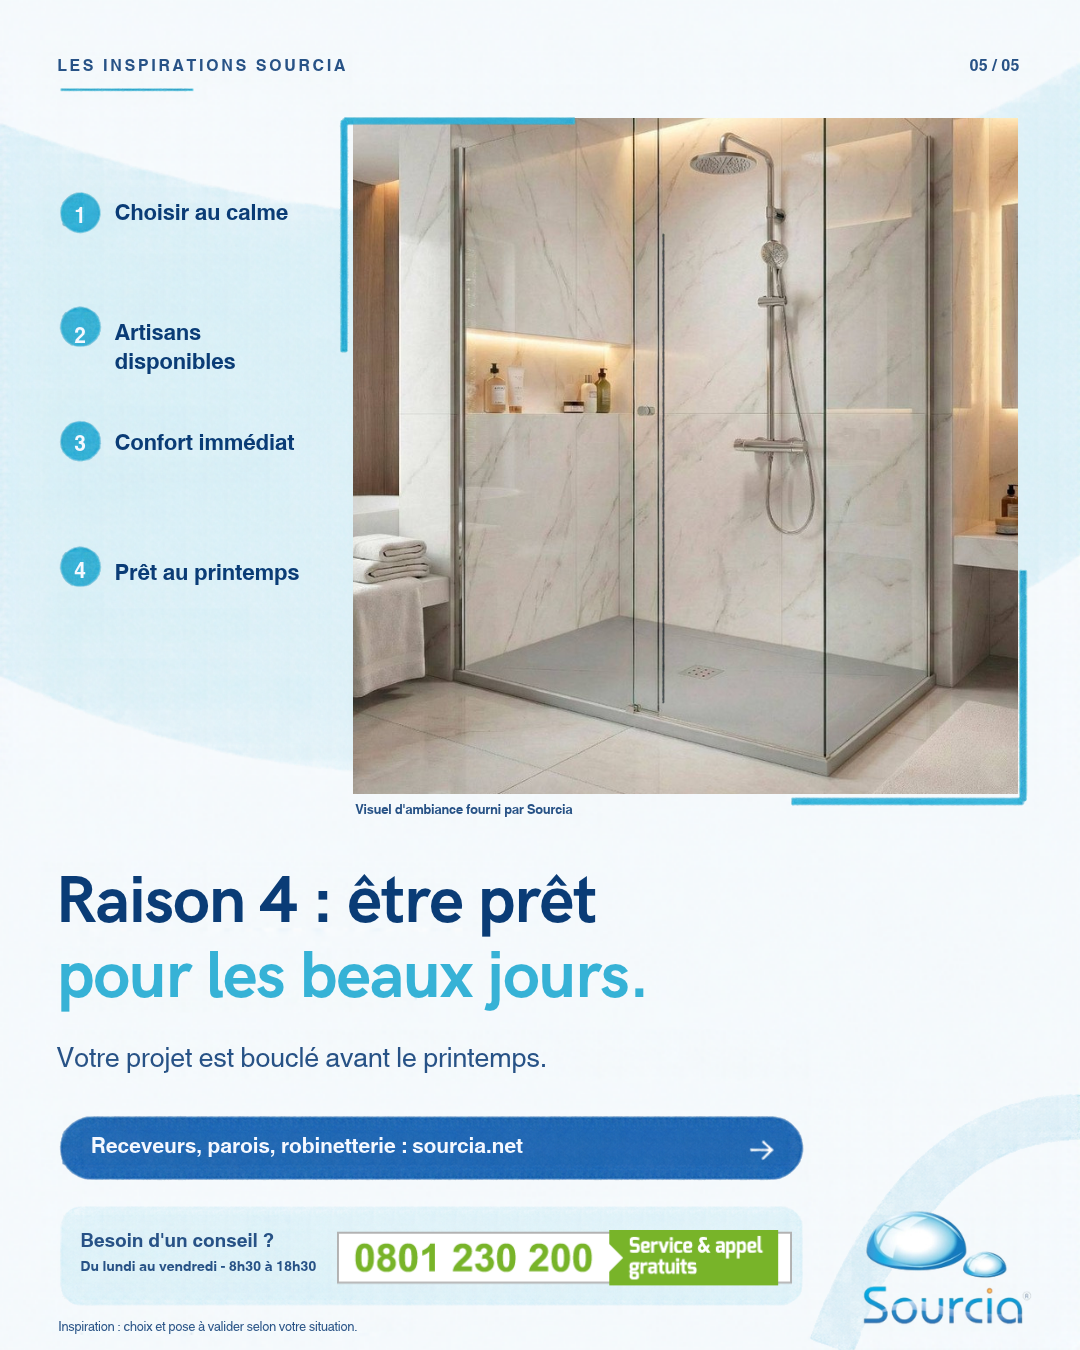 LES INSPIRATIONS SOURCIA
05 / 05
1 Choisir au calme
2 Artisans
disponibles
3 Confort immédiat
4 Prêt au printemps
Visuel d'ambiance fourni par Sourcia
Raison 4 : être prêt
pour les beaux jours.
Votre projet est bouclé avant le printemps.
Receveurs, parois, robinetterie : sourcia.net →
Besoin d'un conseil ?
Du lundi au vendredi - 8h30 à 18h30
0801 230 200
Service & appel
gratuits
Sourcia®
Inspiration : choix et pose à valider selon votre situation.